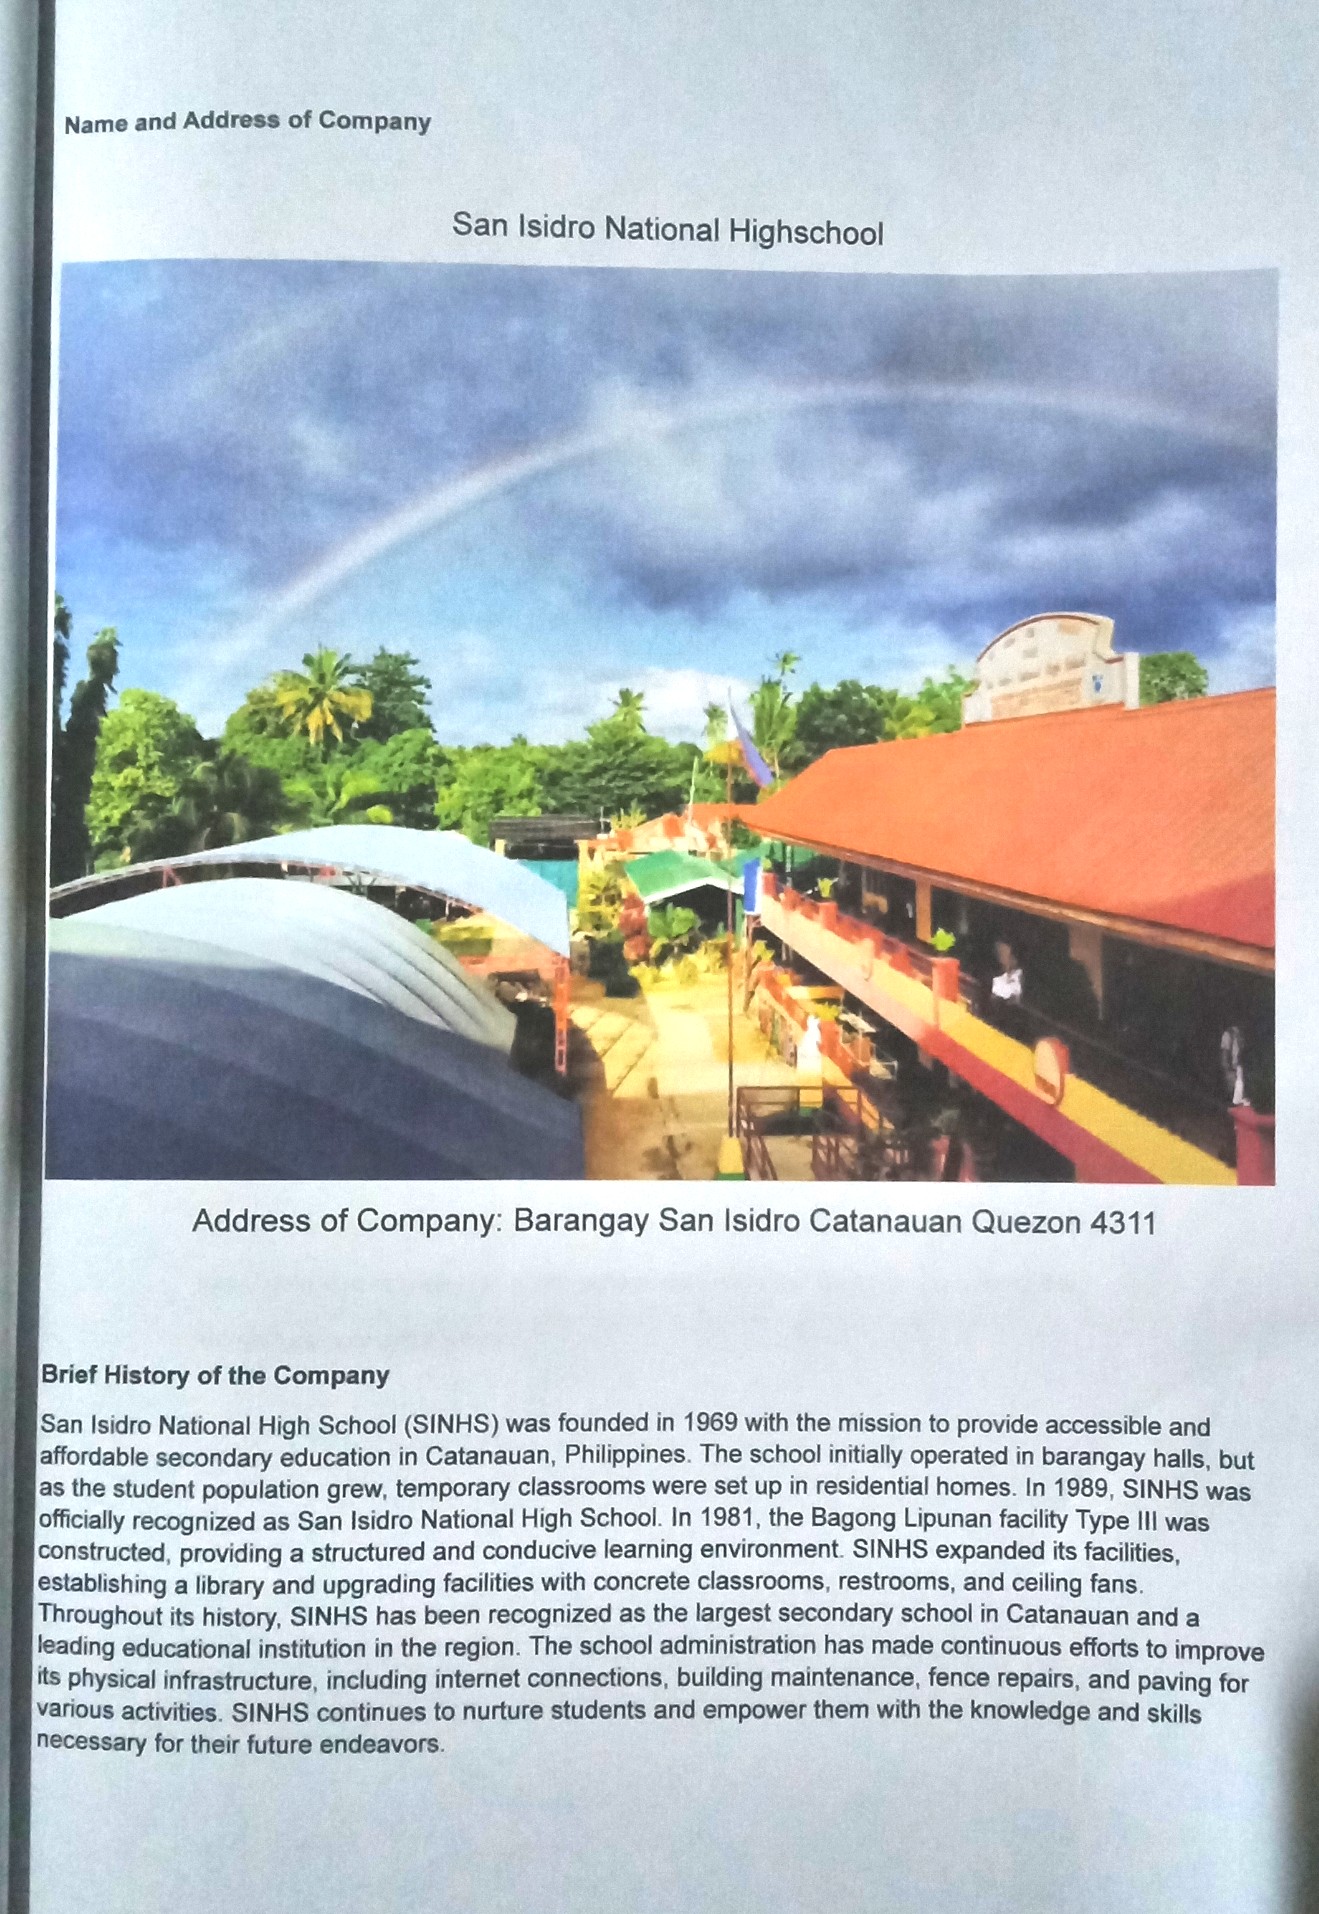 Name and Address of Company
San Isidro National Highschool
Address of Company: Barangay San Isidro Catanauan Quezon 4311
Brief History of the Company
San Isidro National High School (SINHS) was founded in 1969 with the mission to provide accessible and
affordable secondary education in Catanauan, Philippines. The school initially operated in barangay halls, but
as the student population grew, temporary classrooms were set up in residential homes. In 1989, SINHS was
officially recognized as San Isidro National High School. In 1981, the Bagong Lipunan facility Type III was
constructed, providing a structured and conducive learning environment. SINHS expanded its facilities,
establishing a library and upgrading facilities with concrete classrooms, restrooms, and ceiling fans.
Throughout its history, SINHS has been recognized as the largest secondary school in Catanauan and a
leading educational institution in the region. The school administration has made continuous efforts to improve
its physical infrastructure, including internet connections, building maintenance, fence repairs, and paving for
various activities. SINHS continues to nurture students and empower them with the knowledge and skills
necessary for their future endeavors.